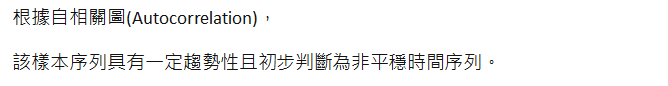 根據自相關圖(Autocorrelation)，
該樣本序列具有一定趨勢性且初步判斷為非平穩時間序列。